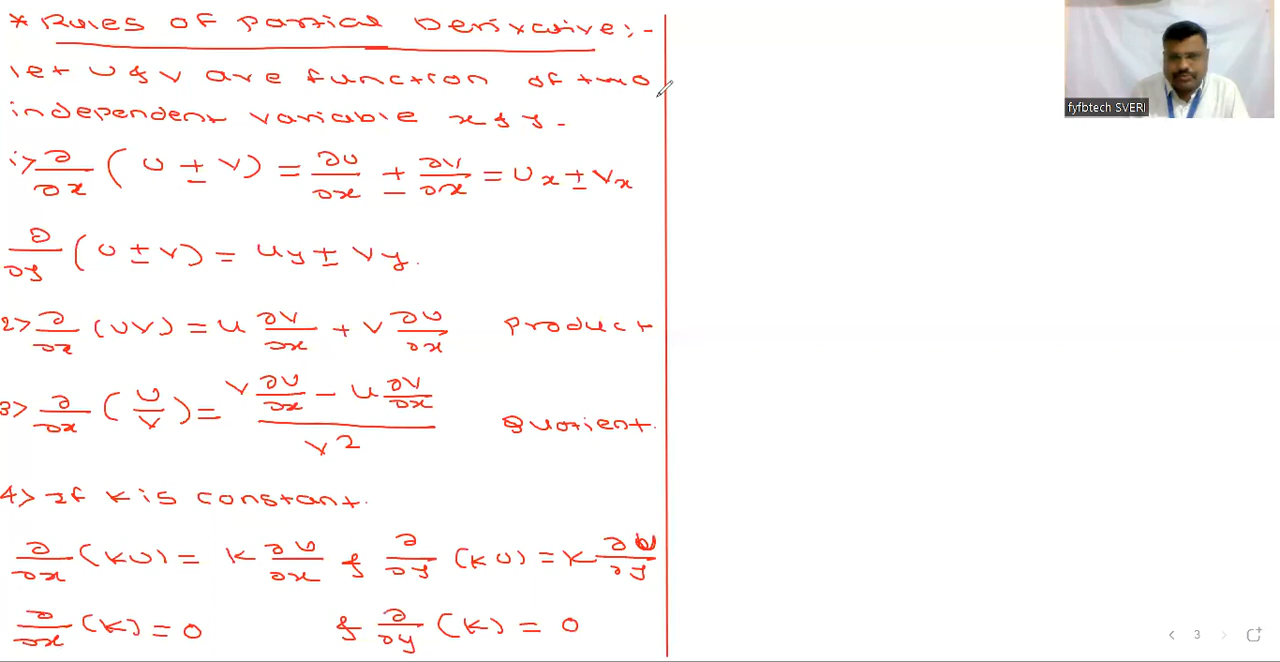 * Rules of partial Derivative:-
let u & v are function of two
independent variable x & y -
1> ∂/∂x (u ± v) = ∂u/∂x ± ∂v/∂x = ux ± vx
∂/∂y (u ± v) = uy ± vy.
2> ∂/∂x (uv) = u ∂v/∂x + v ∂u/∂x Product
3> ∂/∂x (u/v) = (v ∂u/∂x - u ∂v/∂x)/v2 Quotient.
4> If k is constant.
∂/∂x (ku) = k ∂u/∂x & ∂/∂y (ku) = k ∂u/∂y
∂/∂x (k) = 0 & ∂/∂y (k) = 0
fyfbtech SVERI
< 3 >